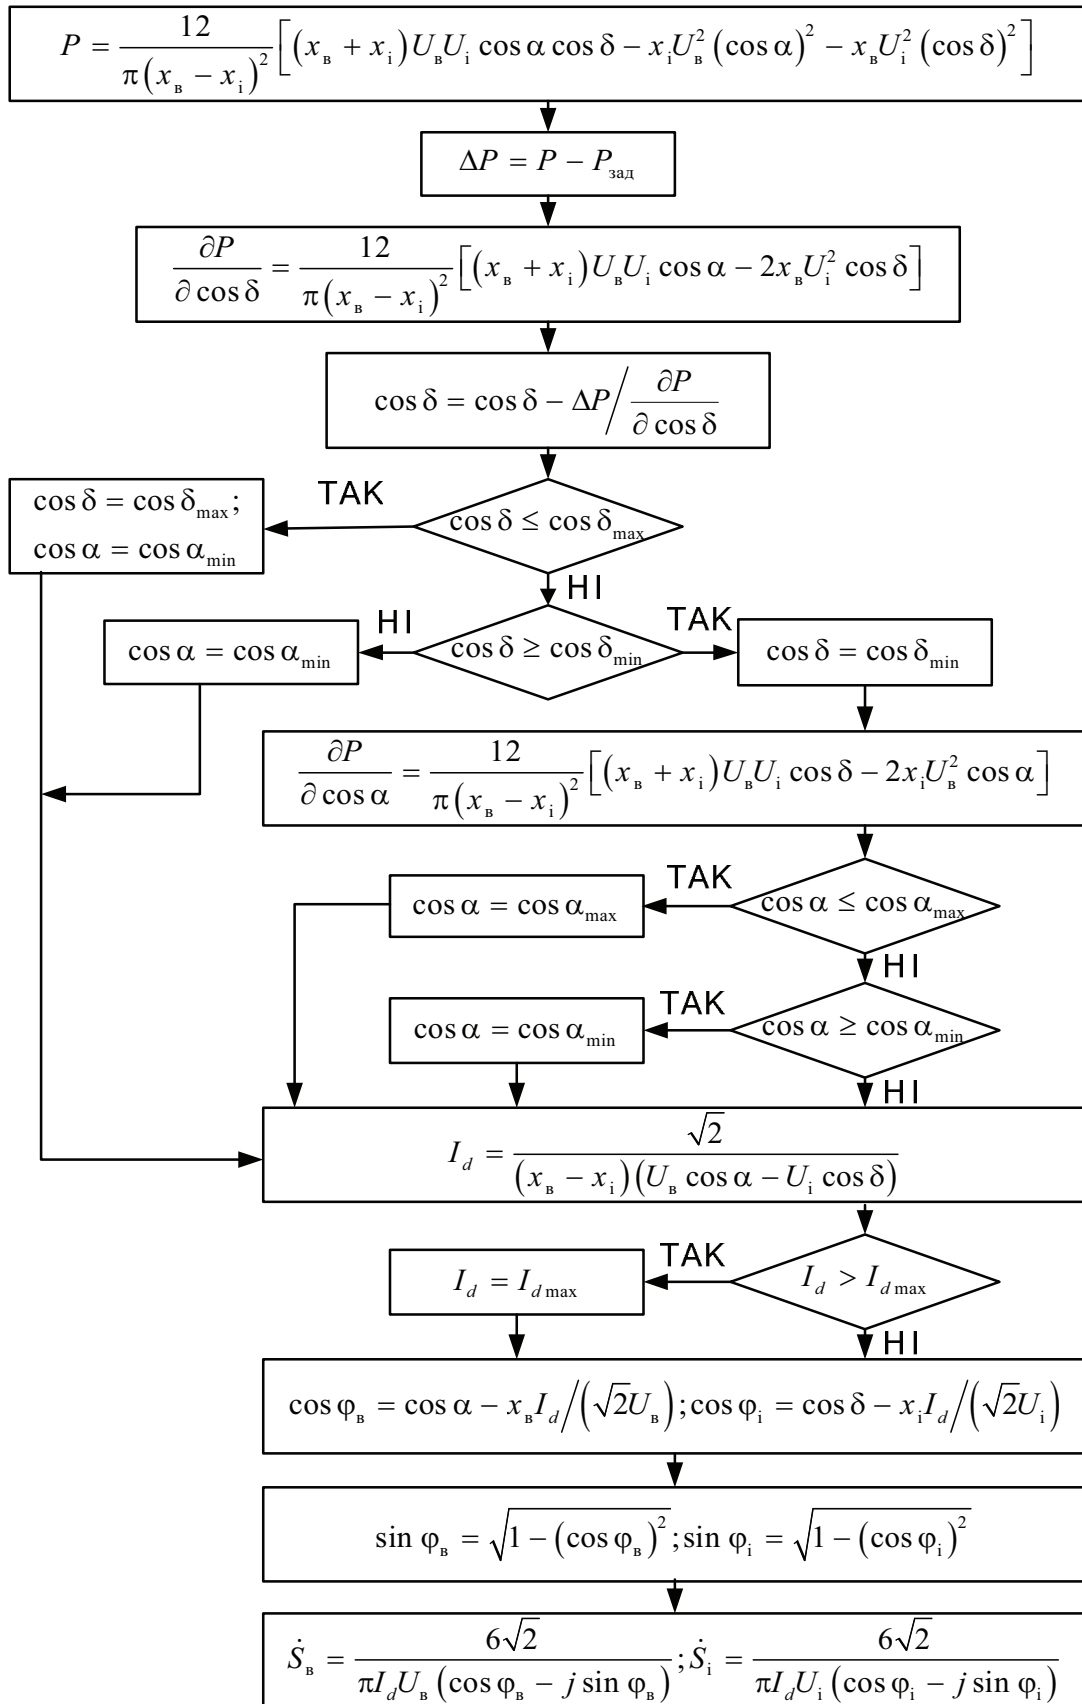 P = 12/(π(x_в − x_i)²) [(x_в + x_i)U_вU_i cos α cos δ − x_iU_в²(cos α)² − x_вU_i²(cos δ)²]
ΔP = P − P_зад
∂P/∂cos δ = 12/(π(x_в − x_i)²) [(x_в + x_i)U_вU_i cos α − 2x_вU_i² cos δ]
cos δ = cos δ − ΔP/(∂P/∂cos δ)
cos δ = cos δ_max;
cos α = cos α_min
ТАК
cos δ ≤ cos δ_max
НІ
cos α = cos α_min
НІ
cos δ ≥ cos δ_min
ТАК
cos δ = cos δ_min
∂P/∂cos α = 12/(π(x_в − x_i)²) [(x_в + x_i)U_вU_i cos δ − 2x_iU_в² cos α]
cos α = cos α_max
ТАК
cos α ≤ cos α_max
НІ
cos α = cos α_min
ТАК
cos α ≥ cos α_min
НІ
I_d = √2/((x_в − x_i)(U_в cos α − U_i cos δ))
I_d = I_d max
ТАК
I_d > I_d max
НІ
cos φ_в = cos α − x_вI_d/(√2U_в); cos φ_i = cos δ − x_iI_d/(√2U_i)
sin φ_в = √(1 − (cos φ_в)²); sin φ_i = √(1 − (cos φ_i)²)
Ṡ_в = 6√2/(πI_dU_в(cos φ_в − j sin φ_в)); Ṡ_i = 6√2/(πI_dU_i(cos φ_i − j sin φ_i))